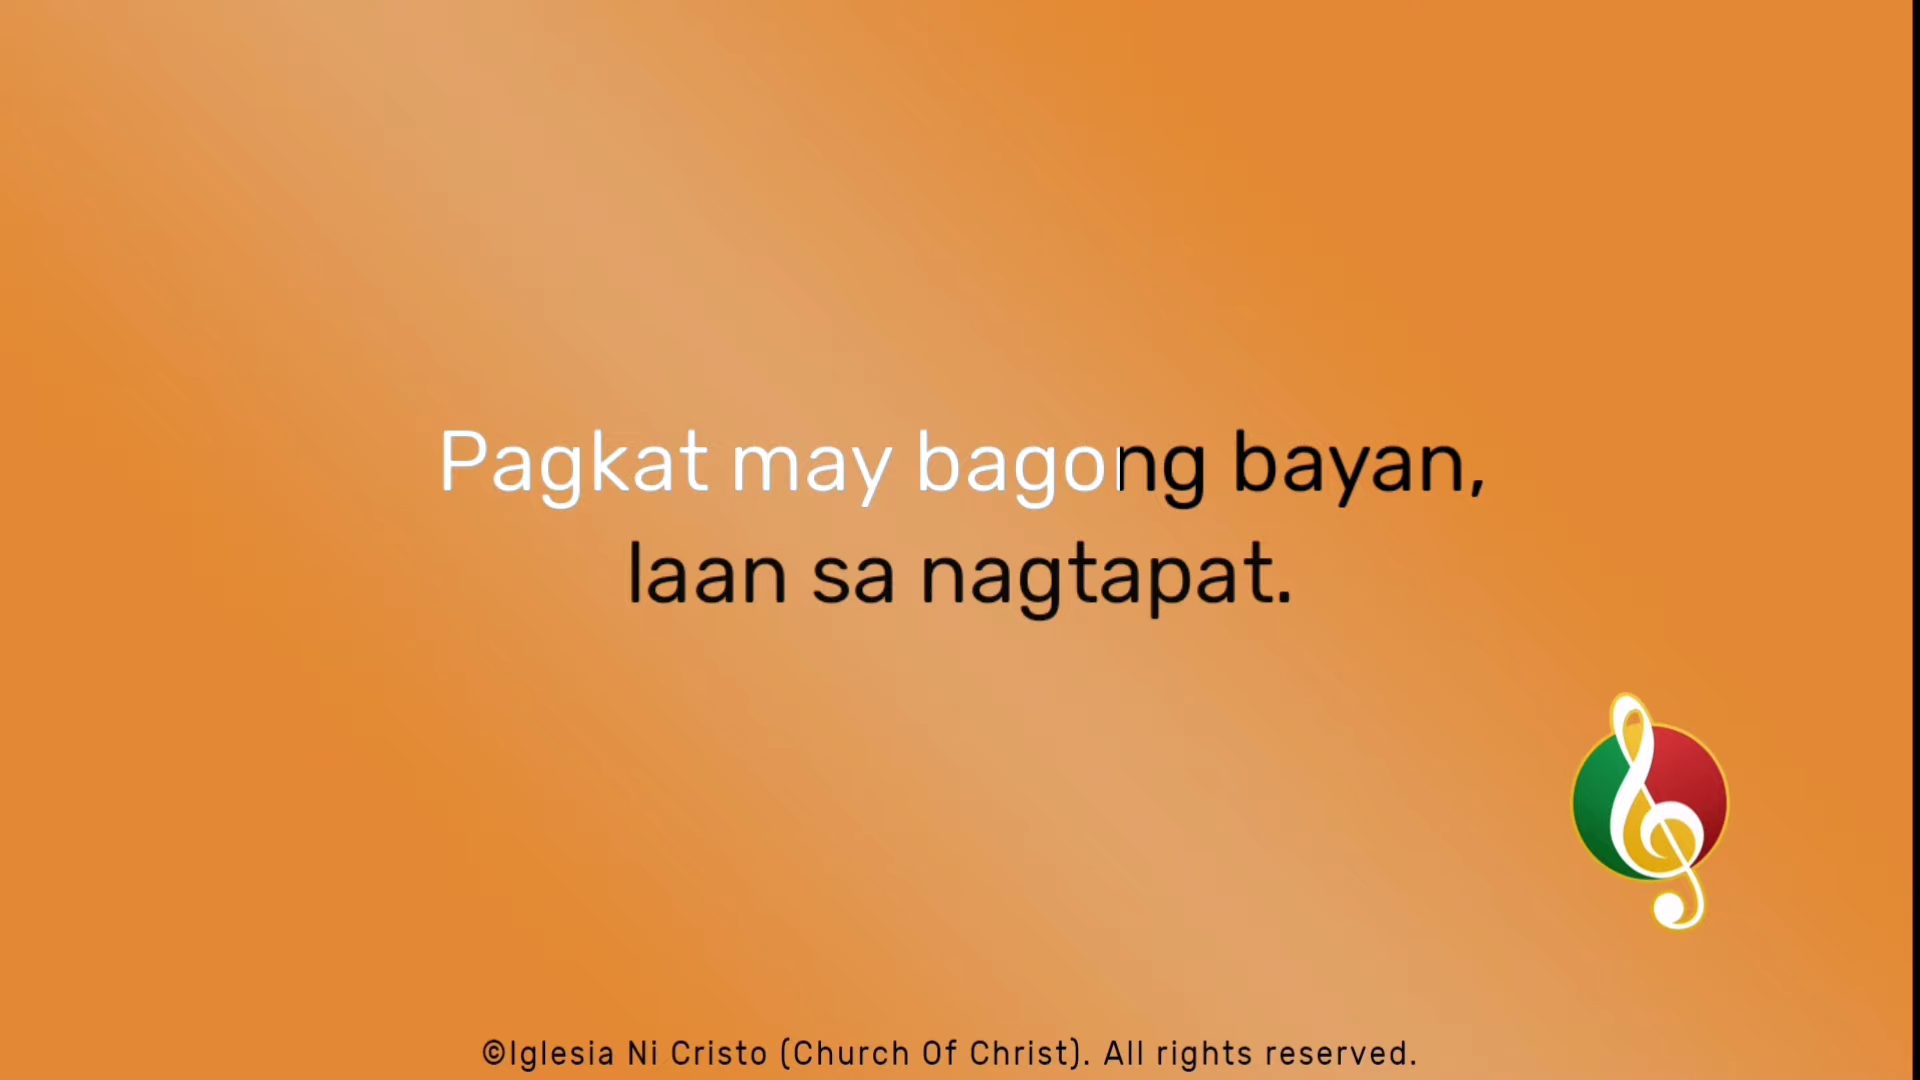 Pagkat may bagong bayan,
laan sa nagtapat.
©Iglesia Ni Cristo (Church Of Christ). All rights reserved.